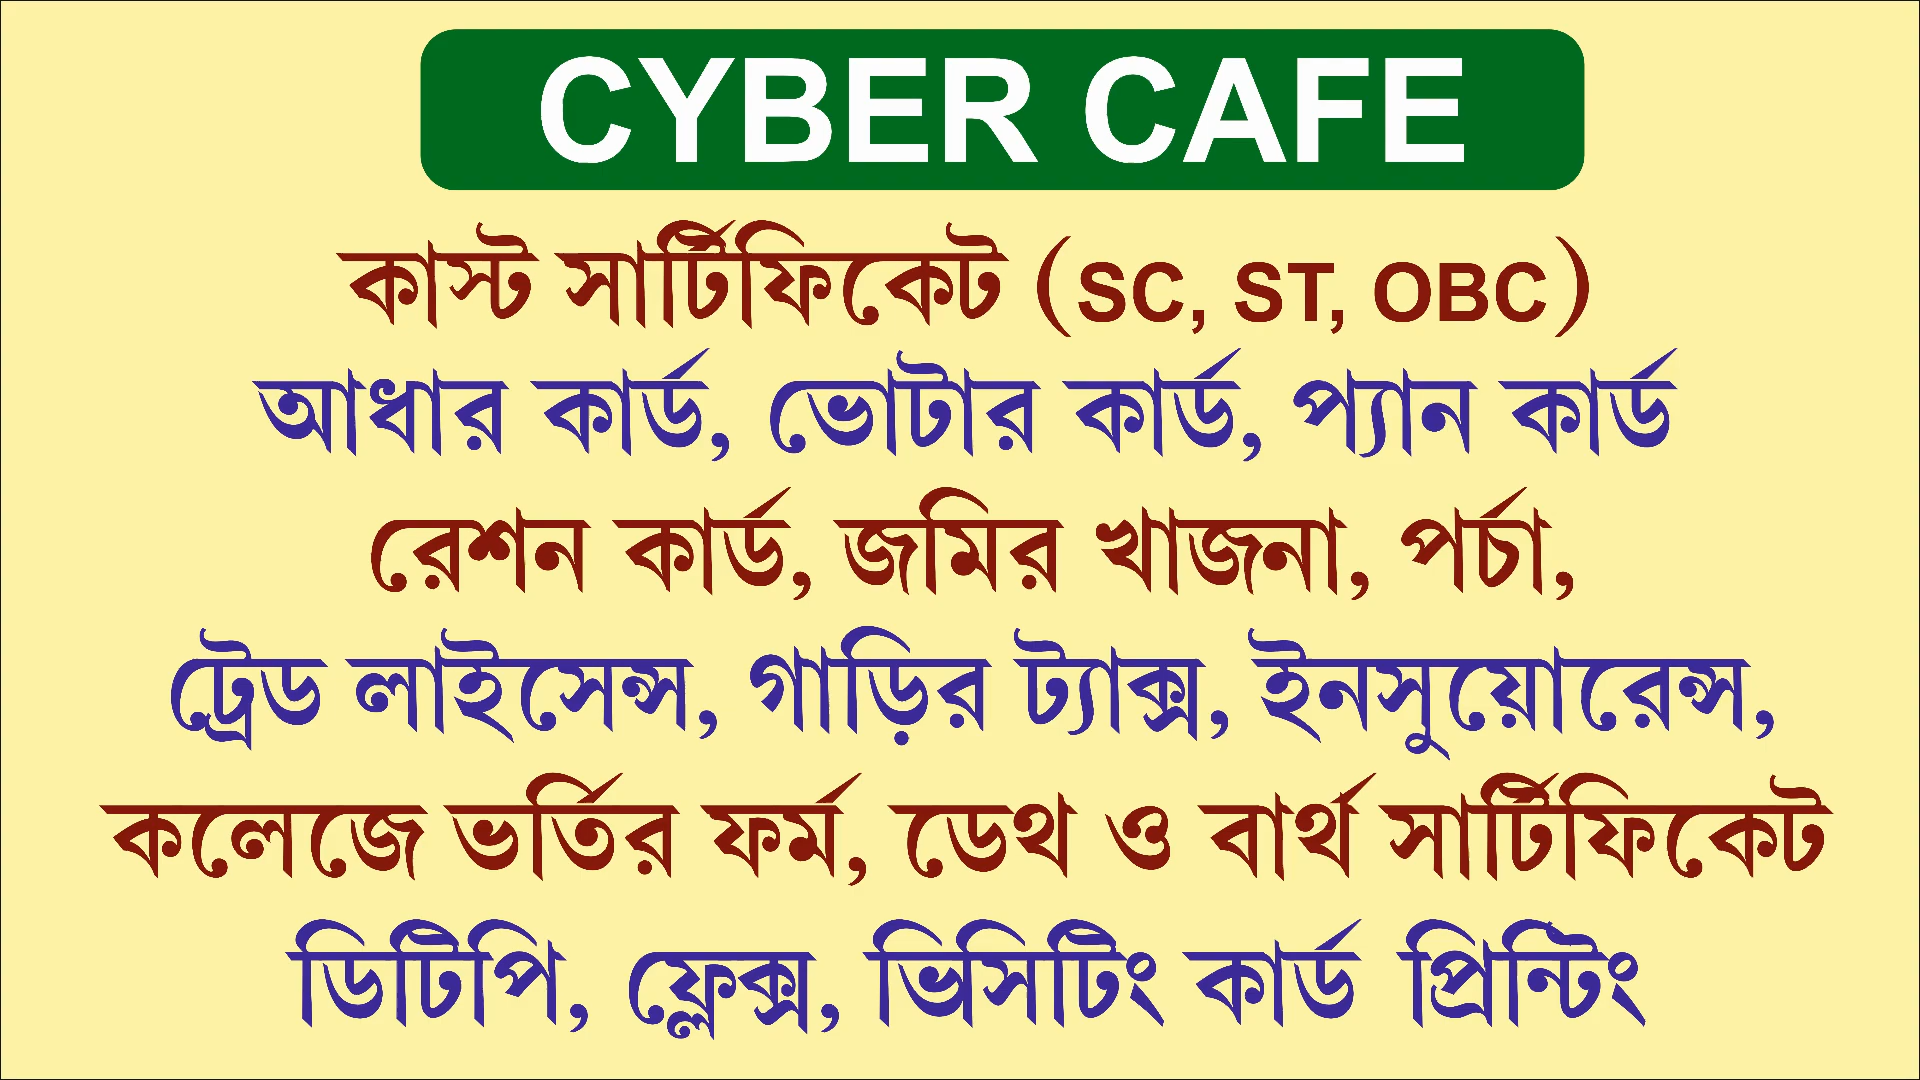 CYBER CAFE
কাস্ট সার্টিফিকেট (SC, ST, OBC)
আধার কার্ড, ভোটার কার্ড, প্যান কার্ড
রেশন কার্ড, জমির খাজনা, পর্চা,
ট্রেড লাইসেন্স, গাড়ির ট্যাক্স, ইনসুয়োরেন্স,
কলেজে ভর্তির ফর্ম, ডেথ ও বার্থ সার্টিফিকেট
ডিটিপি, ফ্লেক্স, ভিসিটিং কার্ড প্রিন্টিং